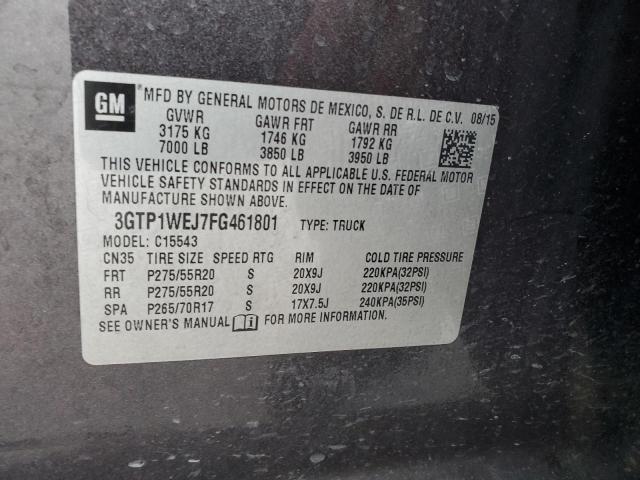 GM
MFD BY GENERAL MOTORS DE MEXICO, S. DE R.L. DE C.V. 08/15
GVWR GAWR FRT GAWR RR
3175 KG 1746 KG 1792 KG
7000 LB 3850 LB 3950 LB
THIS VEHICLE CONFORMS TO ALL APPLICABLE U.S. FEDERAL MOTOR
VEHICLE SAFETY STANDARDS IN EFFECT ON THE DATE OF
MANUFACTURE SHOWN ABOVE.
3GTP1WEJ7FG461801 TYPE: TRUCK
MODEL: C15543
CN35 TIRE SIZE SPEED RTG RIM COLD TIRE PRESSURE
FRT P275/55R20 S 20X9J 220KPA(32PSI)
RR P275/55R20 S 20X9J 220KPA(32PSI)
SPA P265/70R17 S 17X7.5J 240KPA(35PSI)
SEE OWNER'S MANUAL FOR MORE INFORMATION.